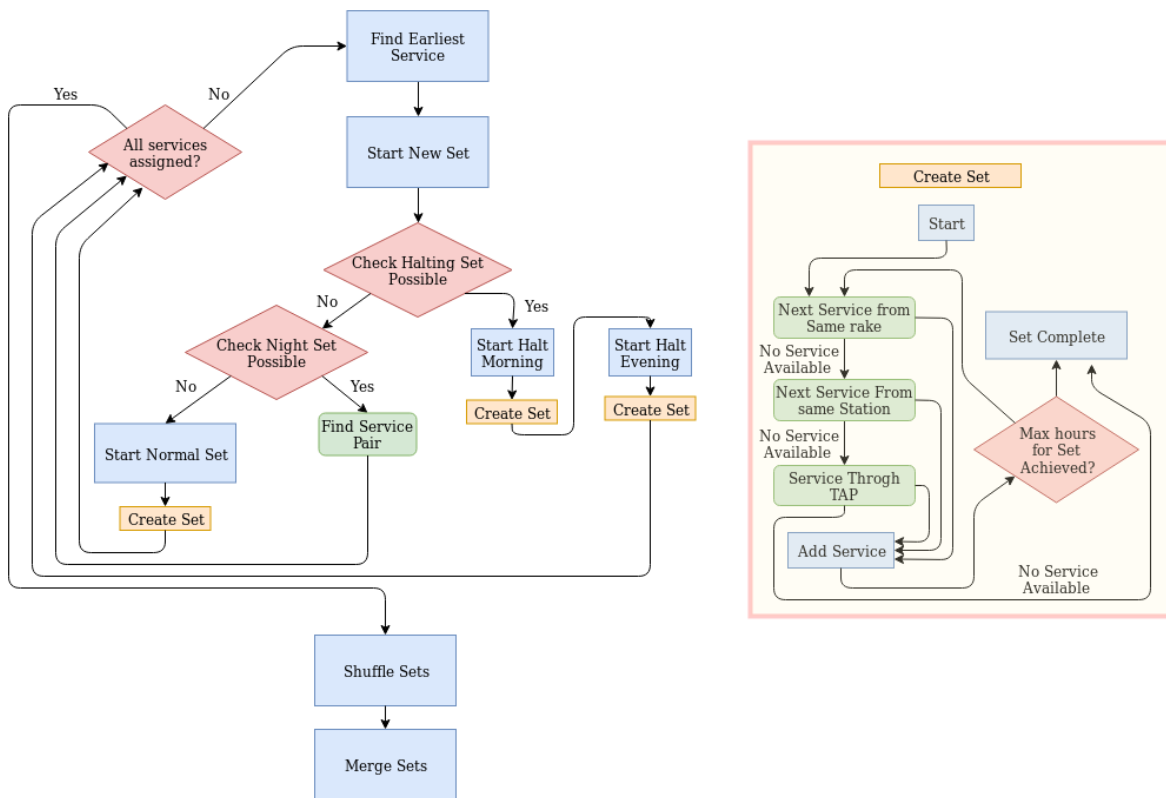 Find Earliest
Service
Yes
No
All services
assigned?
Start New Set
Check Halting Set
Possible
No
Yes
Check Night Set
Possible
Start Halt
Morning
Start Halt
Evening
Create Set
Create Set
No
Yes
Start Normal Set
Find Service
Pair
Create Set
Shuffle Sets
Merge Sets
Create Set
Start
Next Service from
Same rake
Set Complete
No Service
Available
Next Service From
same Station
Max hours
for Set
Achieved?
No Service
Available
Service Throgh
TAP
Add Service
No Service
Available